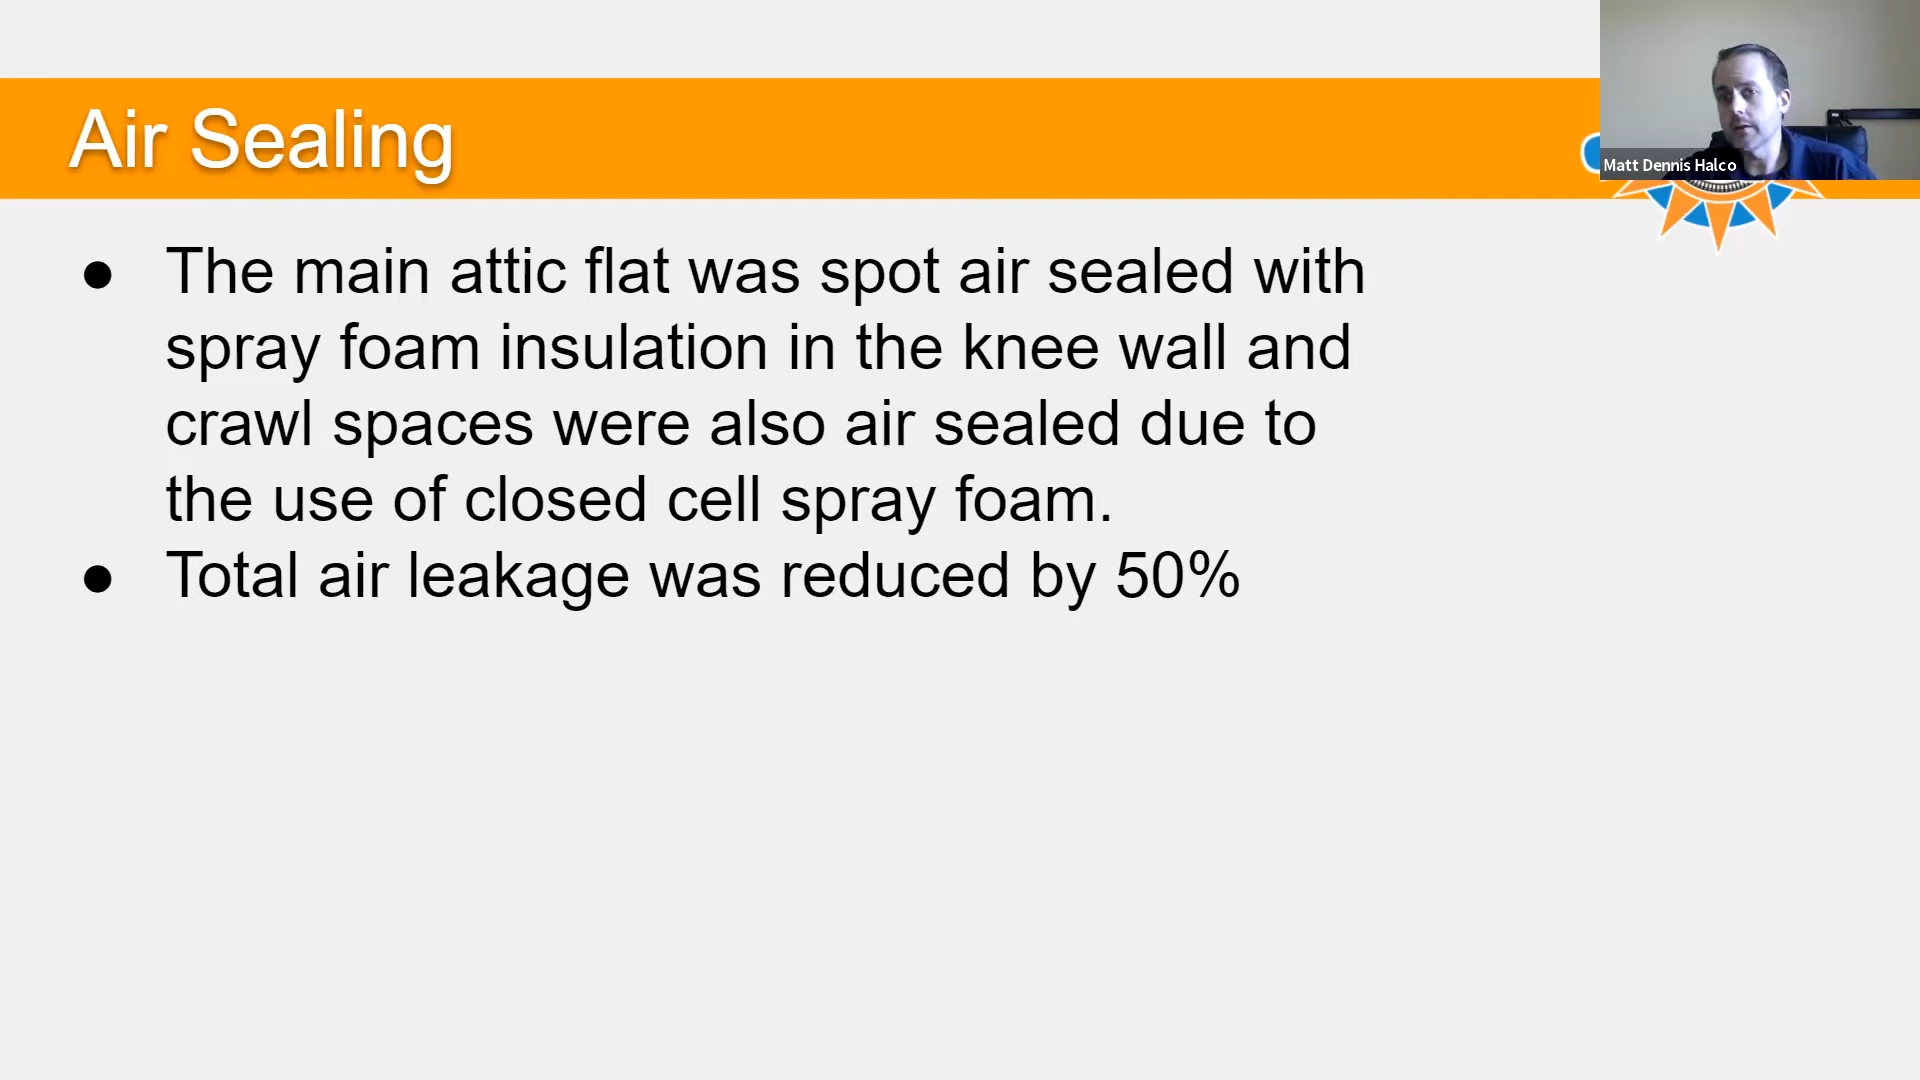 Air Sealing
Matt Dennis Halco
● The main attic flat was spot air sealed with
spray foam insulation in the knee wall and
crawl spaces were also air sealed due to
the use of closed cell spray foam.
● Total air leakage was reduced by 50%